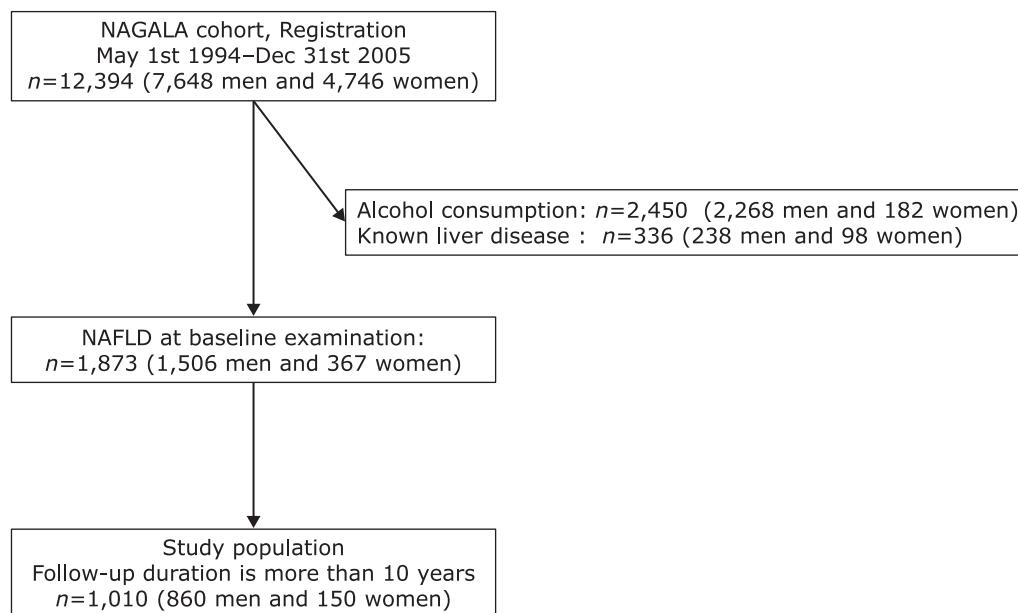 NAGALA cohort, Registration
May 1st 1994–Dec 31st 2005
n=12,394 (7,648 men and 4,746 women)
Alcohol consumption: n=2,450 (2,268 men and 182 women)
Known liver disease : n=336 (238 men and 98 women)
NAFLD at baseline examination:
n=1,873 (1,506 men and 367 women)
Study population
Follow-up duration is more than 10 years
n=1,010 (860 men and 150 women)